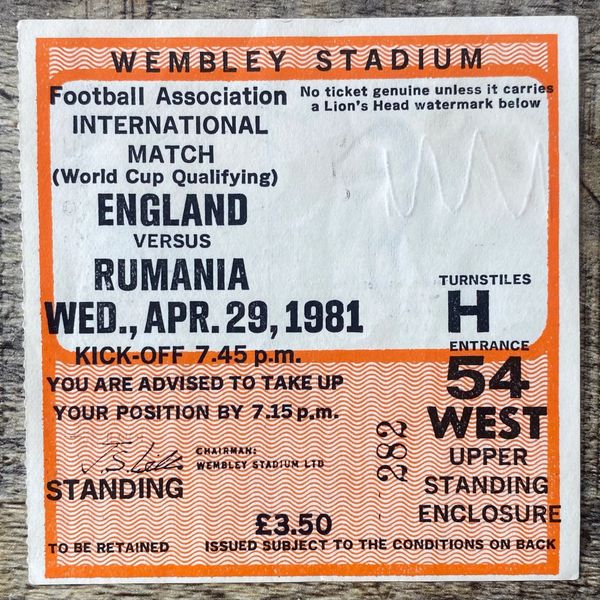 WEMBLEY STADIUM
Football Association
No ticket genuine unless it carries
a Lion's Head watermark below
INTERNATIONAL
MATCH
(World Cup Qualifying)
ENGLAND
VERSUS
RUMANIA
WED., APR. 29, 1981
KICK-OFF 7.45 p.m.
YOU ARE ADVISED TO TAKE UP
YOUR POSITION BY 7.15 p.m.
TURNSTILES
H
ENTRANCE
54
WEST
UPPER
STANDING
ENCLOSURE
282
CHAIRMAN:
WEMBLEY STADIUM LTD
STANDING
£3.50
TO BE RETAINED
ISSUED SUBJECT TO THE CONDITIONS ON BACK